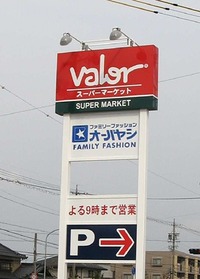 Valor
スーパーマーケット
SUPER MARKET
ファミリーファッション
オーバヤシ
FAMILY FASHION
よる9時まで営業
P